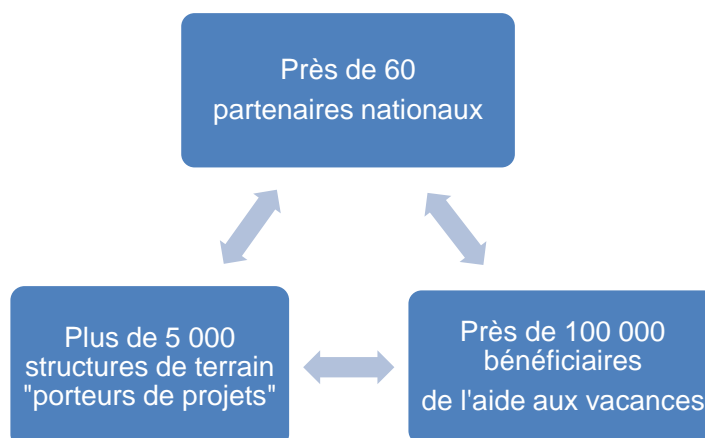 Près de 60
partenaires nationaux
Plus de 5 000
structures de terrain
"porteurs de projets"
Près de 100 000
bénéficiaires
de l'aide aux vacances